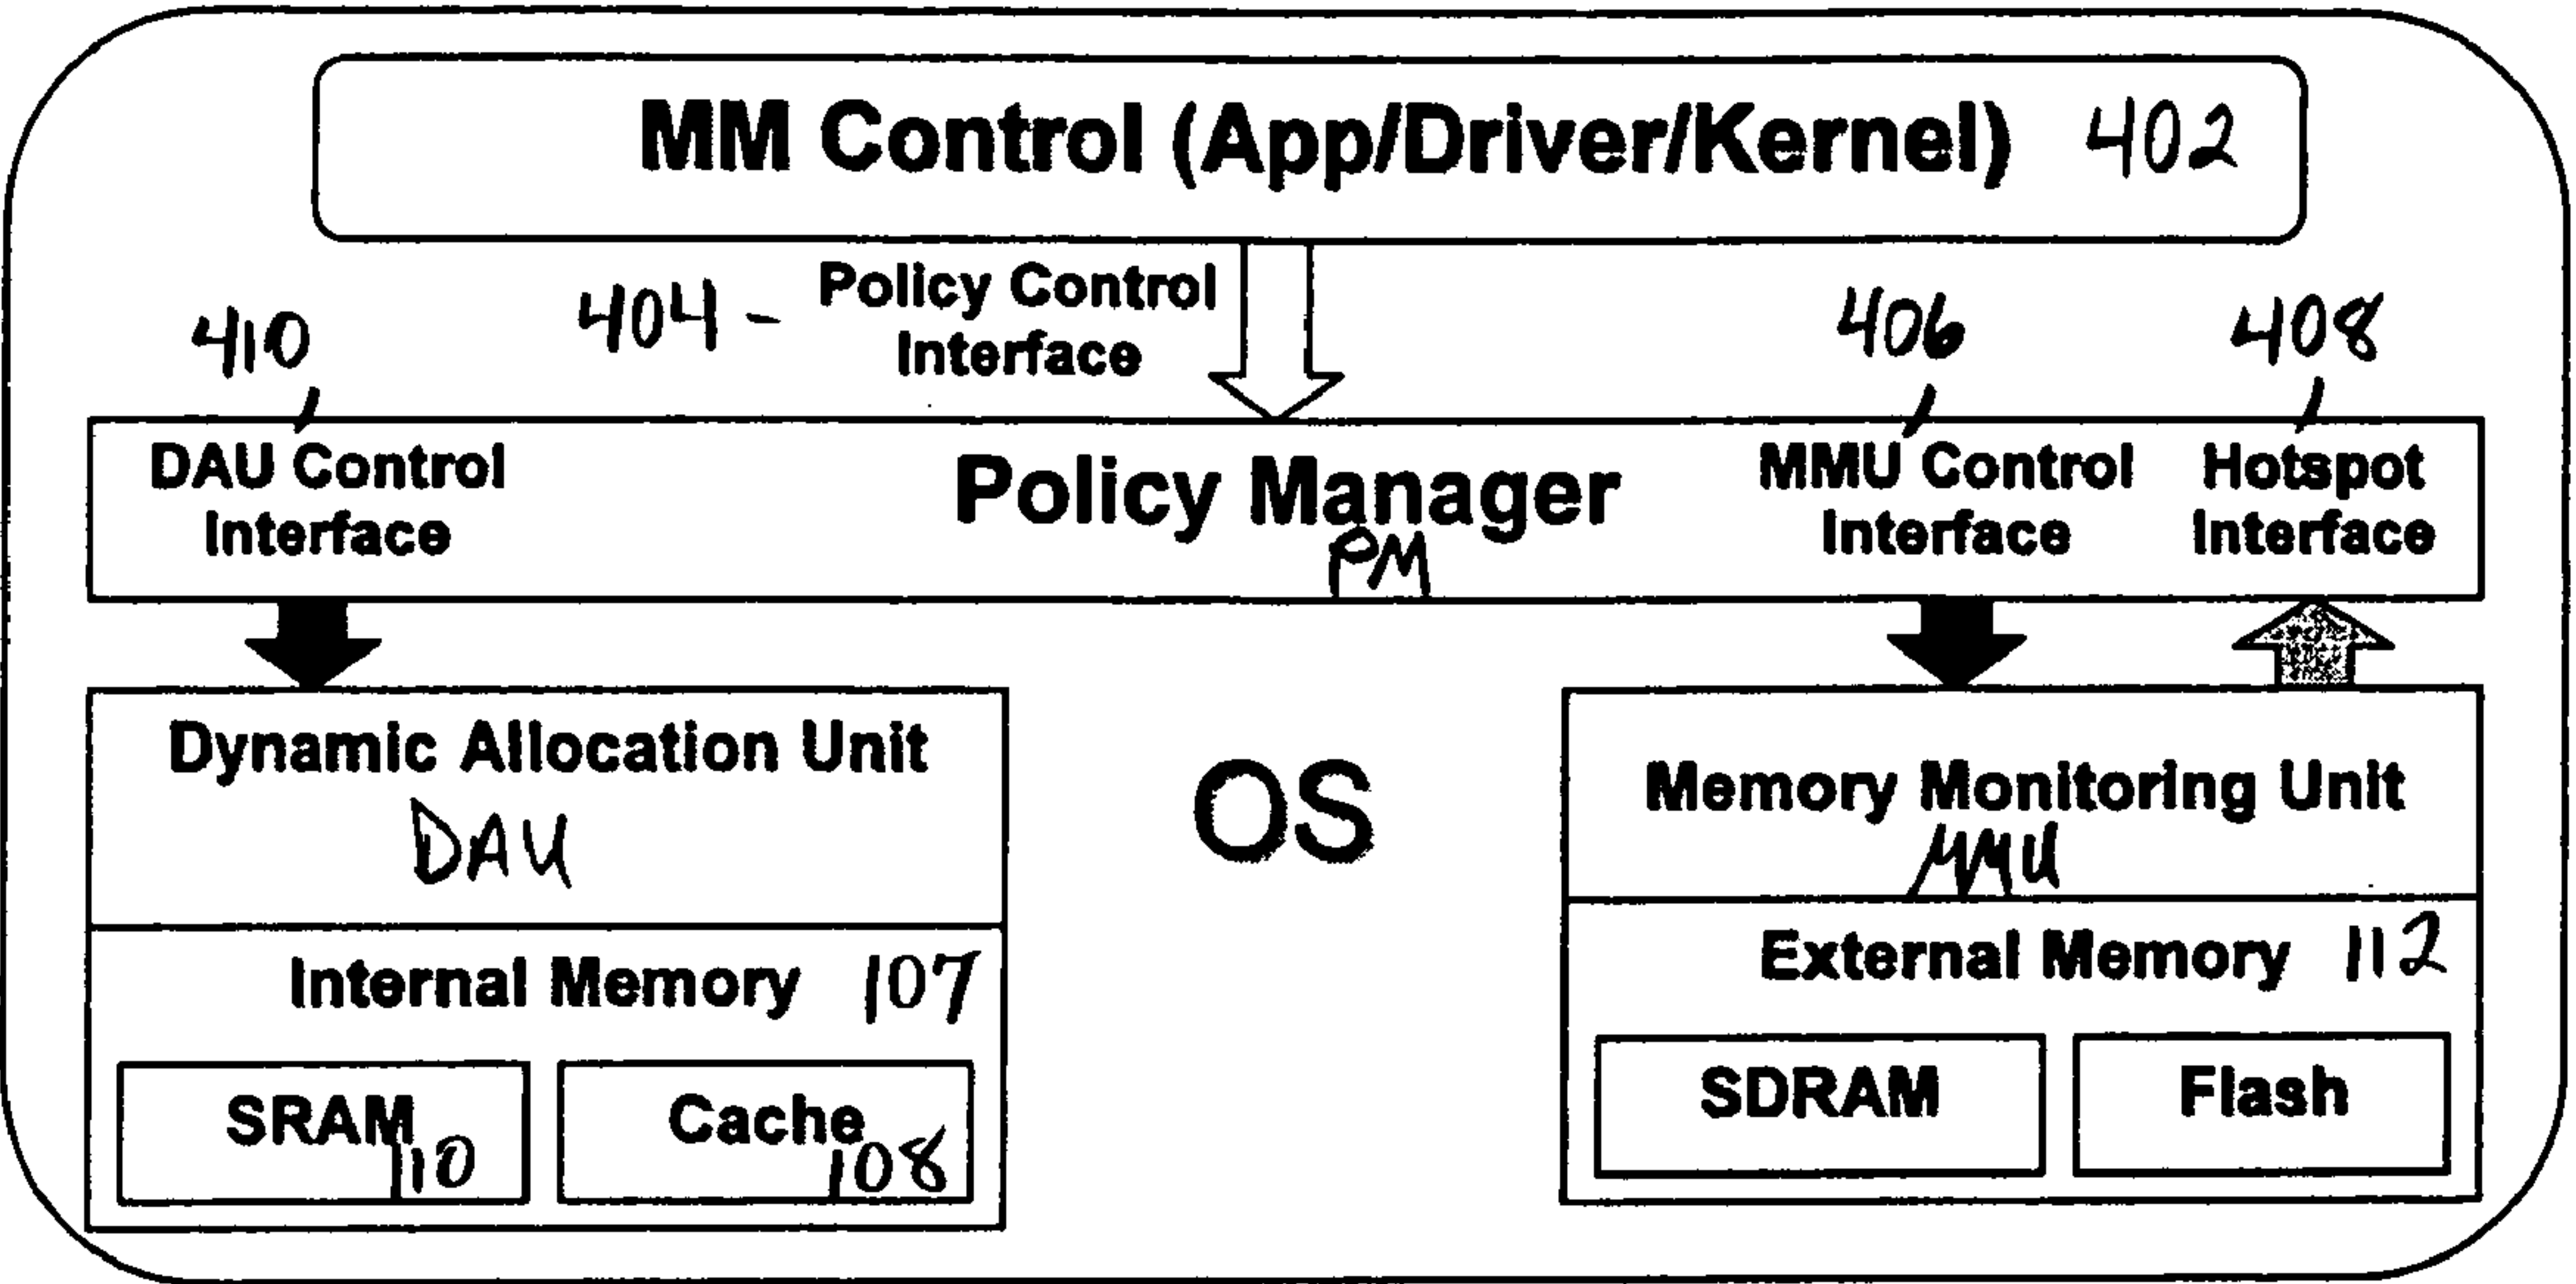 MM Control (App/Driver/Kernel) 402
404 - Policy Control
Interface
410
406
408
DAU Control
Interface
Policy Manager
PM
MMU Control
Interface
Hotspot
Interface
Dynamic Allocation Unit
DAU
OS
Memory Monitoring Unit
MMU
Internal Memory 107
SRAM
110
Cache
108
External Memory 112
SDRAM
Flash